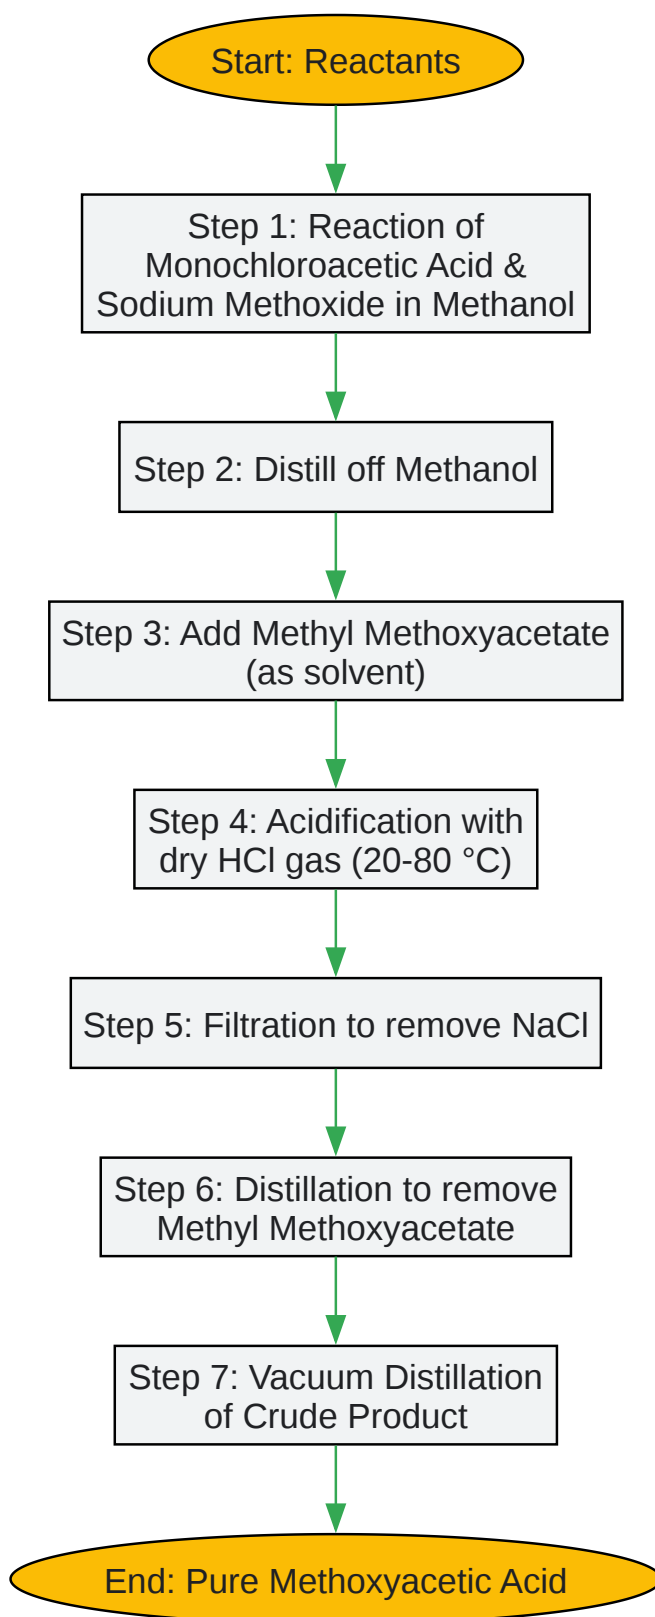 Start: Reactants
Step 1: Reaction of
Monochloroacetic Acid &
Sodium Methoxide in Methanol
Step 2: Distill off Methanol
Step 3: Add Methyl Methoxyacetate
(as solvent)
Step 4: Acidification with
dry HCl gas (20-80 °C)
Step 5: Filtration to remove NaCl
Step 6: Distillation to remove
Methyl Methoxyacetate
Step 7: Vacuum Distillation
of Crude Product
End: Pure Methoxyacetic Acid